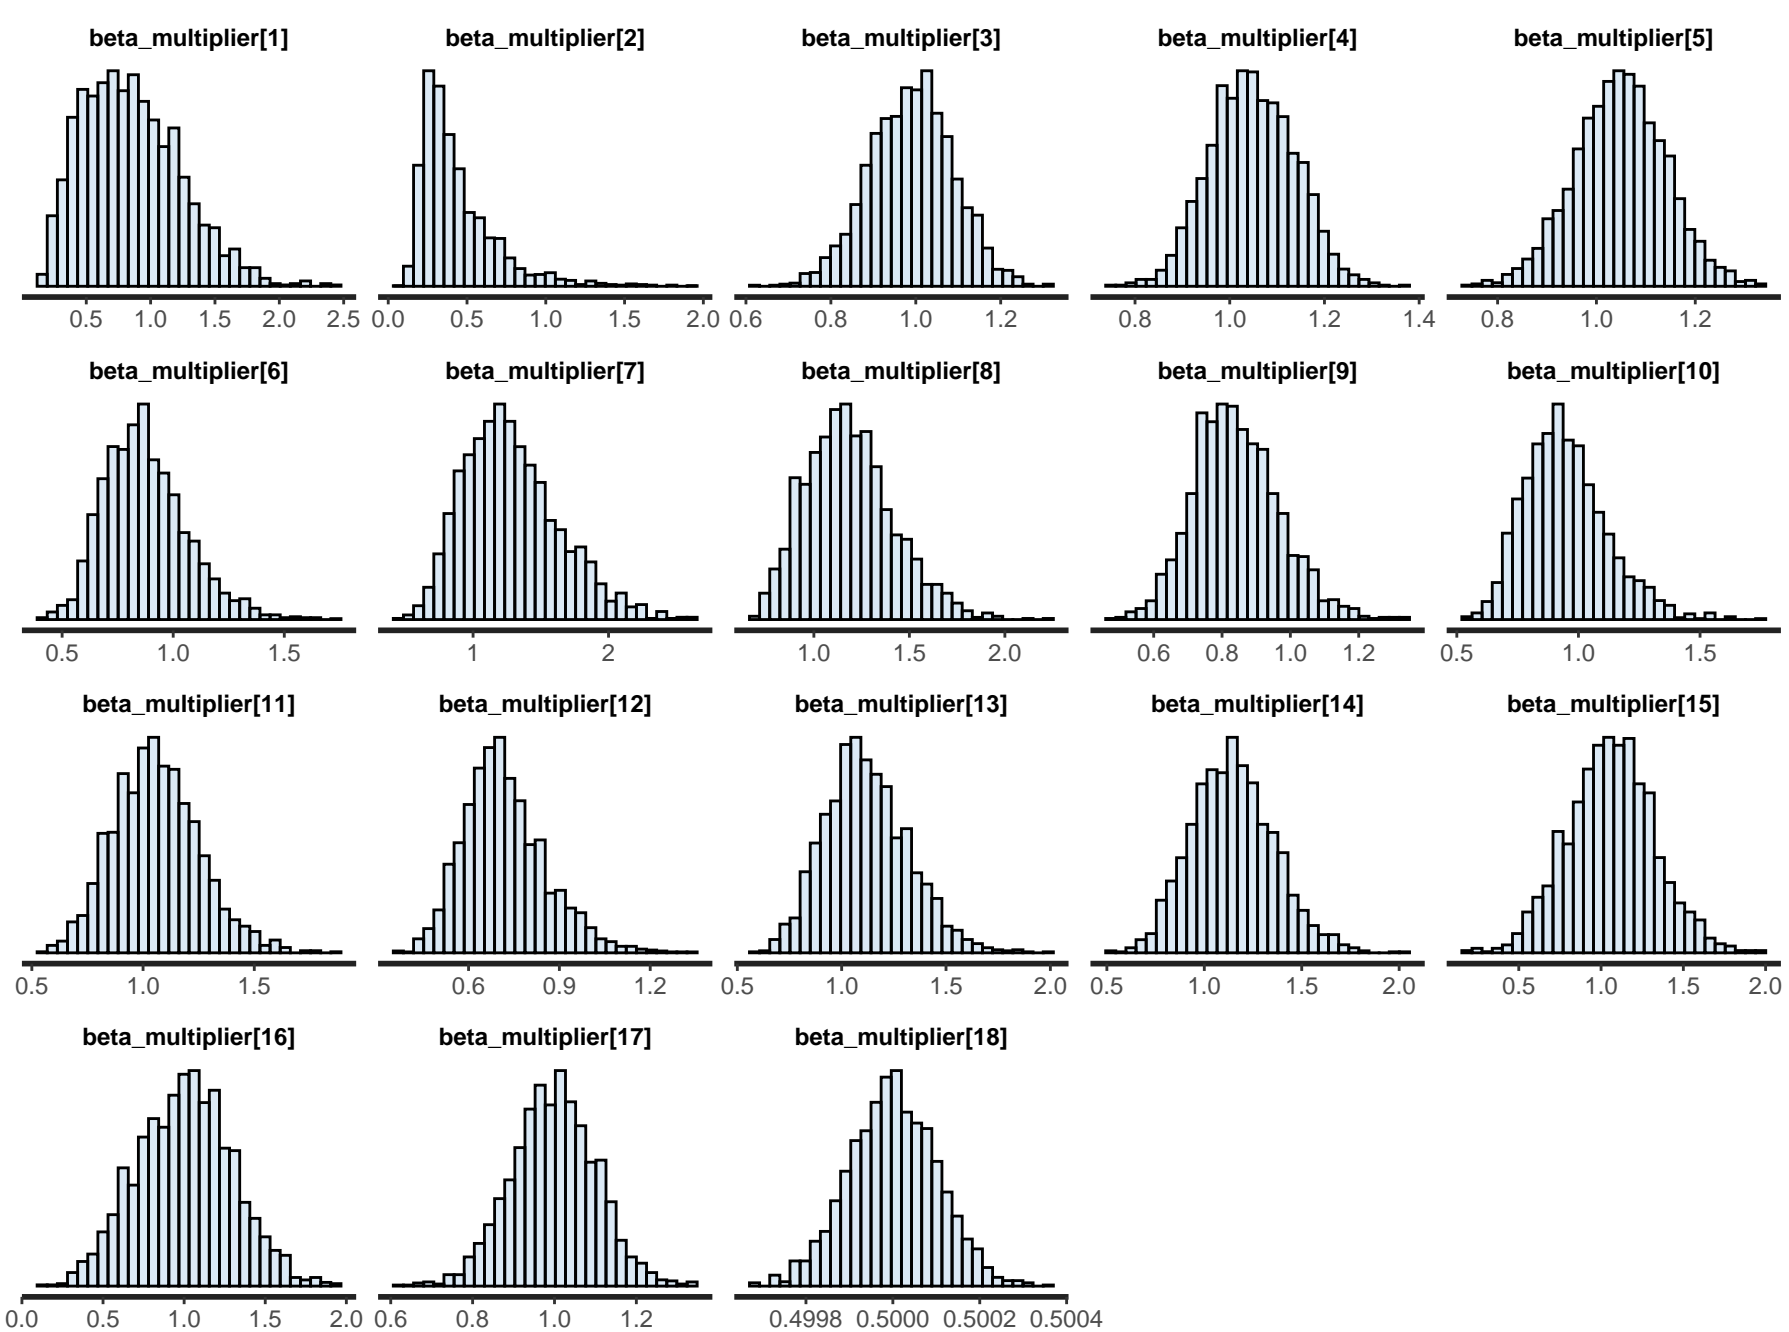 beta_multiplier[1] beta_multiplier[2] beta_multiplier[3] beta_multiplier[4] beta_multiplier[5]
0.5 1.0 1.5 2.0 2.5 0.0 0.5 1.0 1.5 2.0 0.6 0.8 1.0 1.2 0.8 1.0 1.2 1.4 0.8 1.0 1.2
beta_multiplier[6] beta_multiplier[7] beta_multiplier[8] beta_multiplier[9] beta_multiplier[10]
0.5 1.0 1.5 1 2 1.0 1.5 2.0 0.6 0.8 1.0 1.2 0.5 1.0 1.5
beta_multiplier[11] beta_multiplier[12] beta_multiplier[13] beta_multiplier[14] beta_multiplier[15]
0.5 1.0 1.5 0.6 0.9 1.2 0.5 1.0 1.5 2.0 0.5 1.0 1.5 2.0 0.5 1.0 1.5 2.0
beta_multiplier[16] beta_multiplier[17] beta_multiplier[18]
0.0 0.5 1.0 1.5 2.0 0.6 0.8 1.0 1.2 0.4998 0.5000 0.5002 0.5004